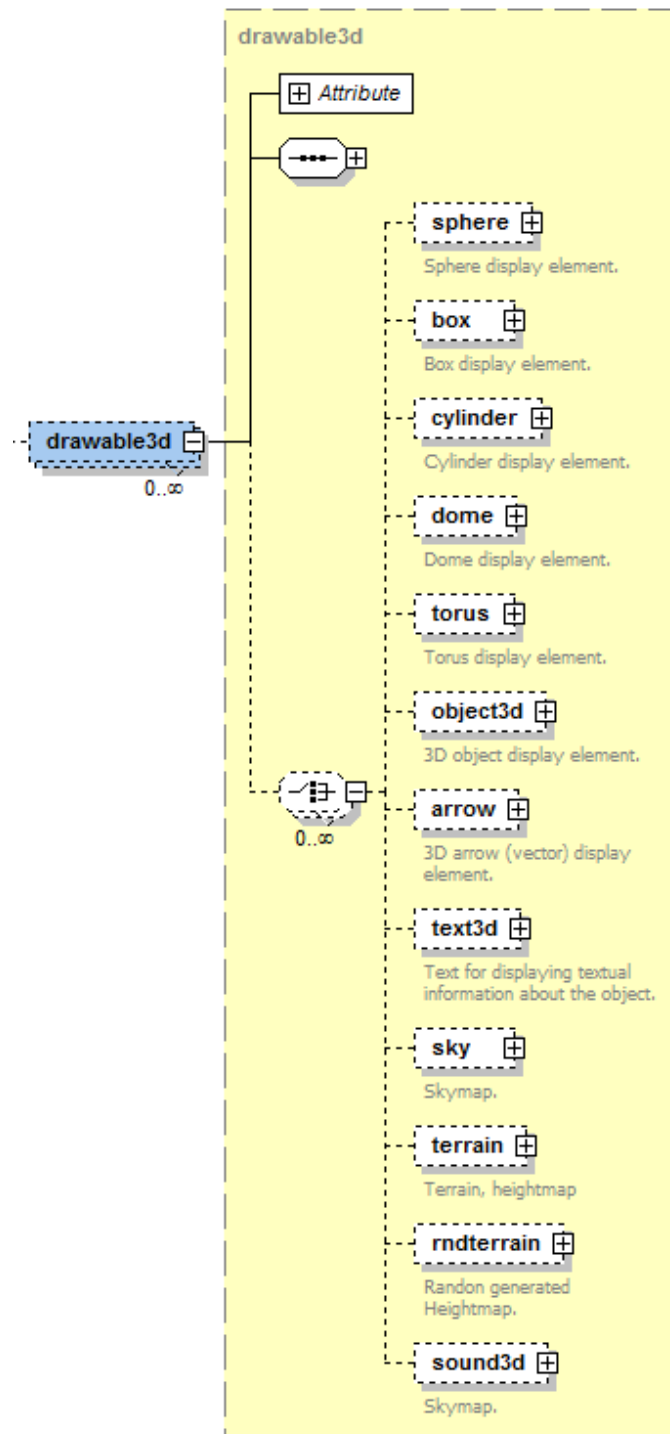 drawable3d
Attribute
sphere
Sphere display element.
box
Box display element.
cylinder
Cylinder display element.
drawable3d
0..∞
dome
Dome display element.
torus
Torus display element.
object3d
3D object display element.
0..∞
arrow
3D arrow (vector) display
element.
text3d
Text for displaying textual
information about the object.
sky
Skymap.
terrain
Terrain, heightmap
rndterrain
Randon generated
Heightmap.
sound3d
Skymap.